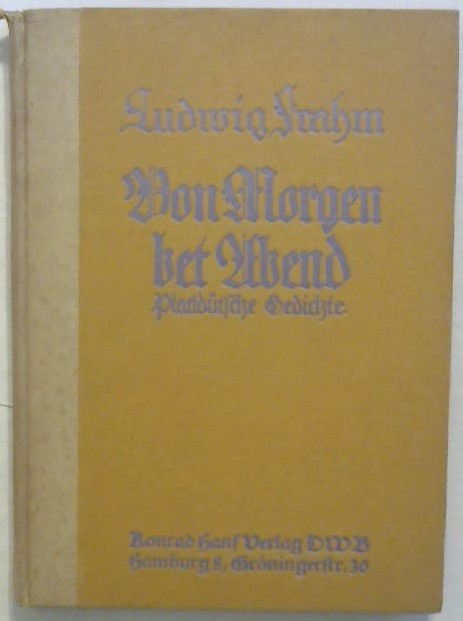 Ludwig Frahm
Von Morgen
bet Abend
Plattdütsche Gedichte.
Konrad Hanf Verlag DWB
Hamburg 8, Gröningerstr. 30